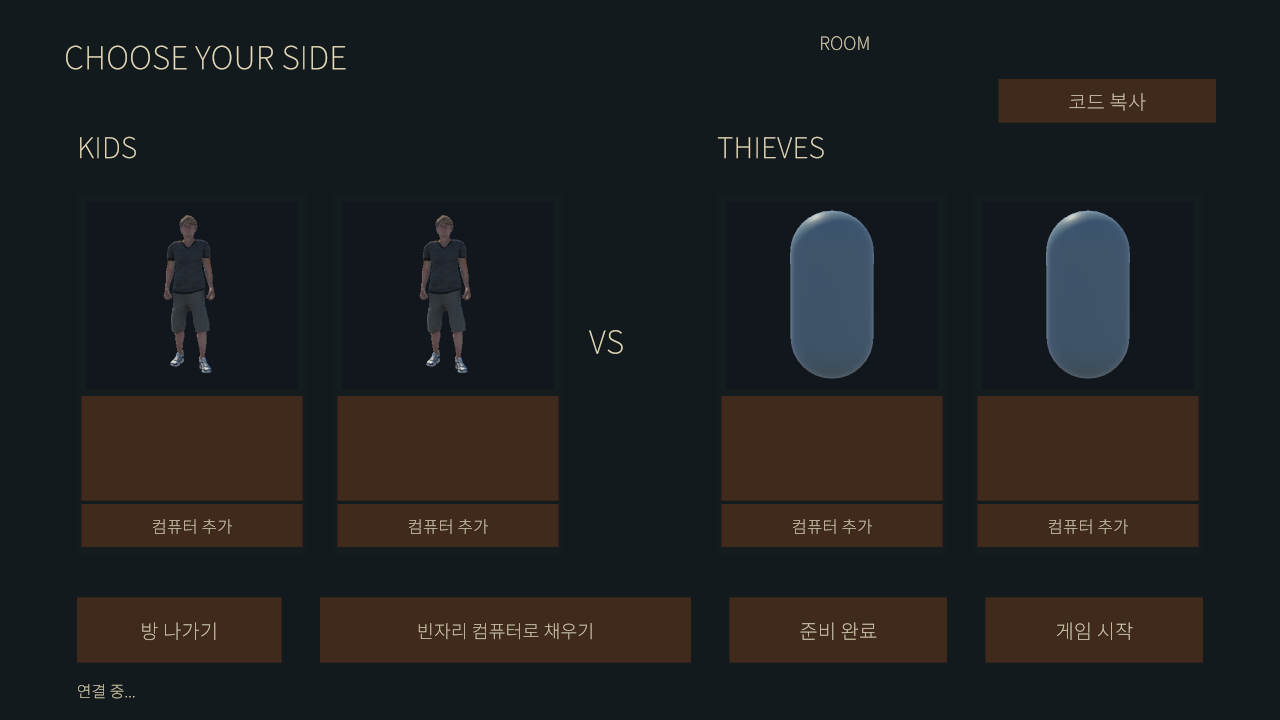 CHOOSE YOUR SIDE
ROOM
코드 복사
KIDS
THIEVES
VS
컴퓨터 추가
컴퓨터 추가
컴퓨터 추가
컴퓨터 추가
방 나가기
빈자리 컴퓨터로 채우기
준비 완료
게임 시작
연결 중...